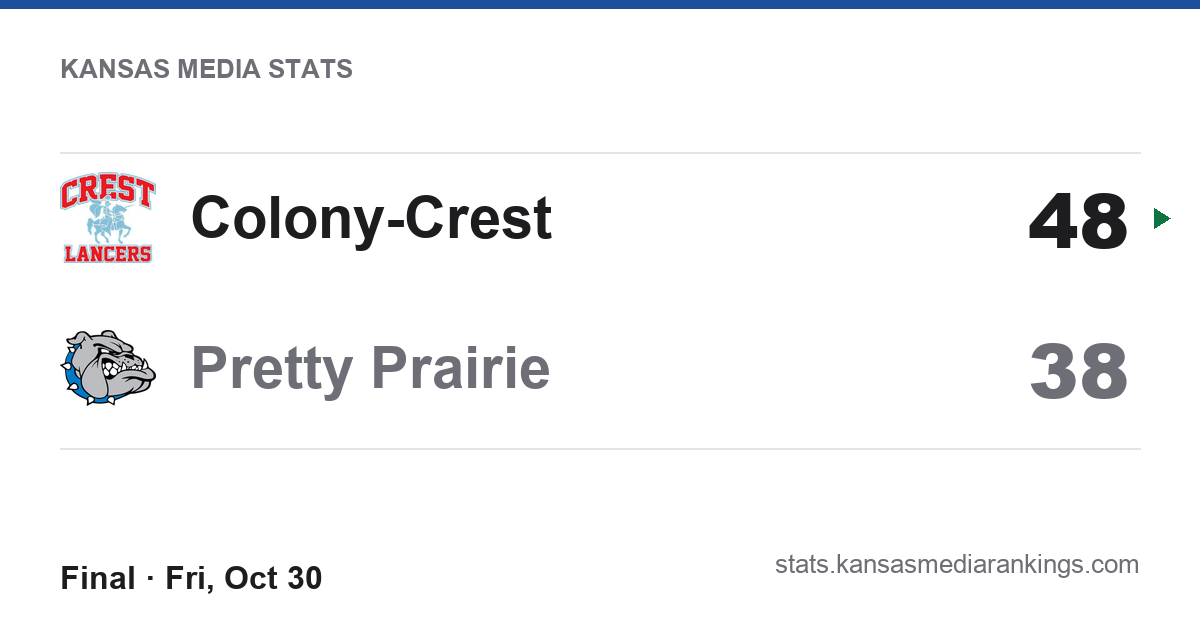 KANSAS MEDIA STATS
CREST
LANCERS
Colony-Crest 48
Pretty Prairie 38
Final · Fri, Oct 30
stats.kansasmediarankings.com